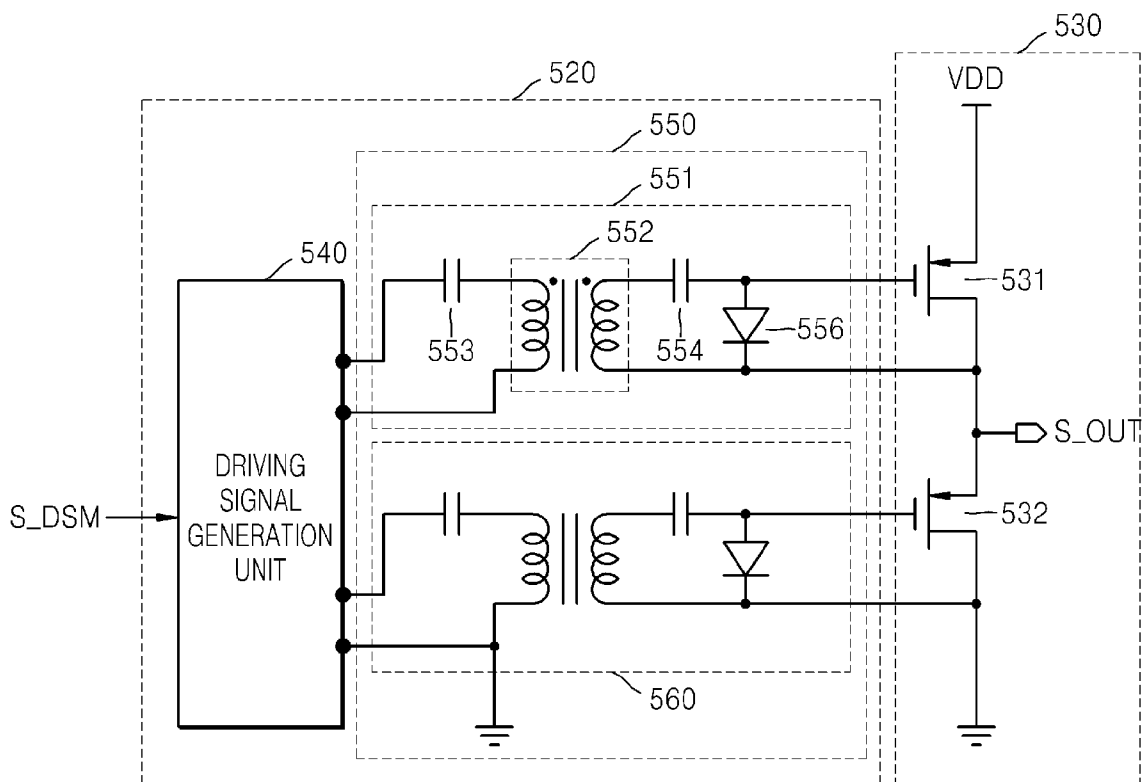 530
520
VDD
550
551
552
540
531
553
554
556
S_OUT
DRIVING
SIGNAL
GENERATION
UNIT
S_DSM
532
560